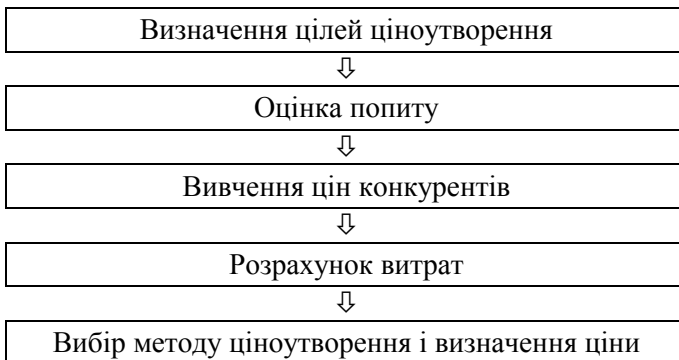 Визначення цілей ціноутворення
⇩
Оцінка попиту
⇩
Вивчення цін конкурентів
⇩
Розрахунок витрат
⇩
Вибір методу ціноутворення і визначення ціни